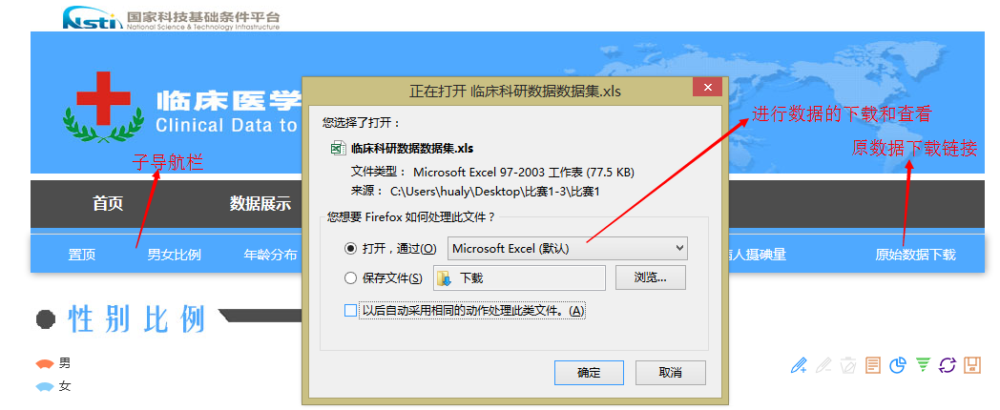 Nsti 国家科技基础条件平台
National Science & Technology Infrastructure
临床医学
Clinical Data to
正在打开 临床科研数据数据集.xls
您选择了打开：
临床科研数据数据集.xls
文件类型： Microsoft Excel 97-2003 工作表 (77.5 KB)
来源： C:\Users\hualy\Desktop\比赛1-3\比赛1
您想要 Firefox 如何处理此文件？
打开，通过(O) Microsoft Excel (默认)
保存文件(S) 下载 浏览...
以后自动采用相同的动作处理此类文件。(A)
确定 取消
进行数据的下载和查看
原数据下载链接
子导航栏
首页 数据展示
置顶 男女比例 年龄分布 人摄碘量 原始数据下载
性别比例
男
女